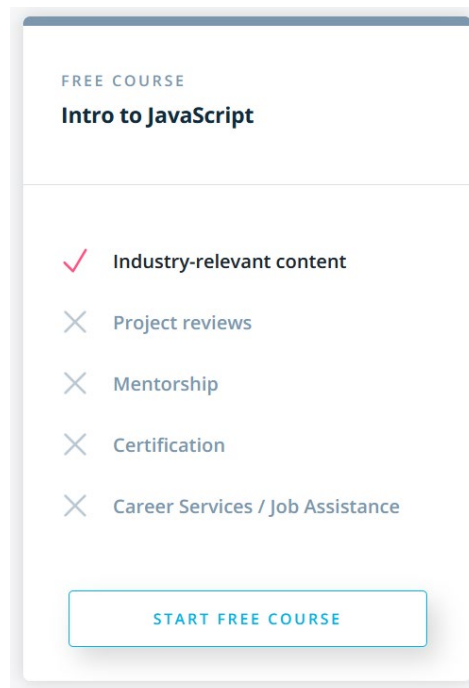 FREE COURSE
Intro to JavaScript
Industry-relevant content
Project reviews
Mentorship
Certification
Career Services / Job Assistance
START FREE COURSE